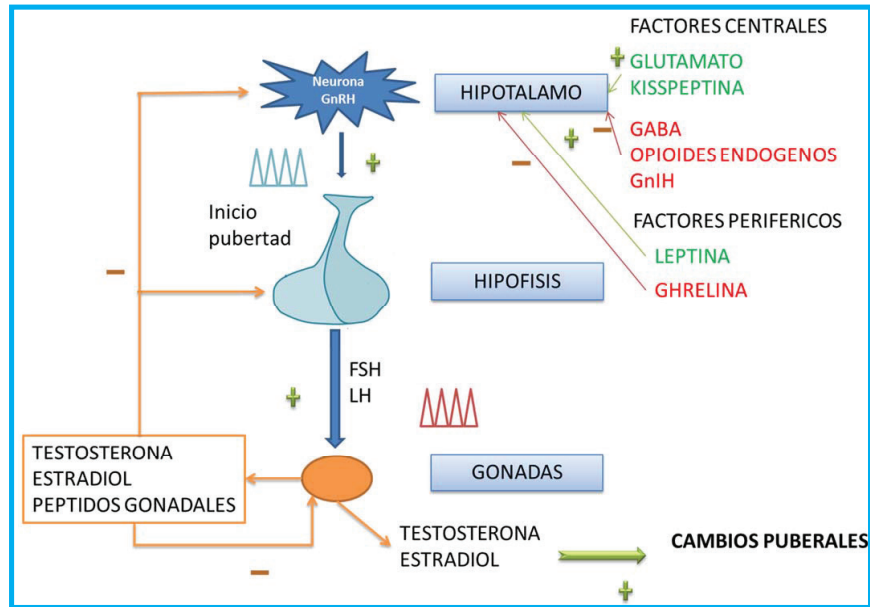 FACTORES CENTRALES
GLUTAMATO
KISSPEPTINA
Neurona
GnRH
HIPOTALAMO
GABA
OPIOIDES ENDOGENOS
GnIH
Inicio
pubertad
FACTORES PERIFERICOS
LEPTINA
GHRELINA
HIPOFISIS
FSH
LH
TESTOSTERONA
ESTRADIOL
PEPTIDOS GONADALES
GONADAS
TESTOSTERONA
ESTRADIOL
CAMBIOS PUBERALES